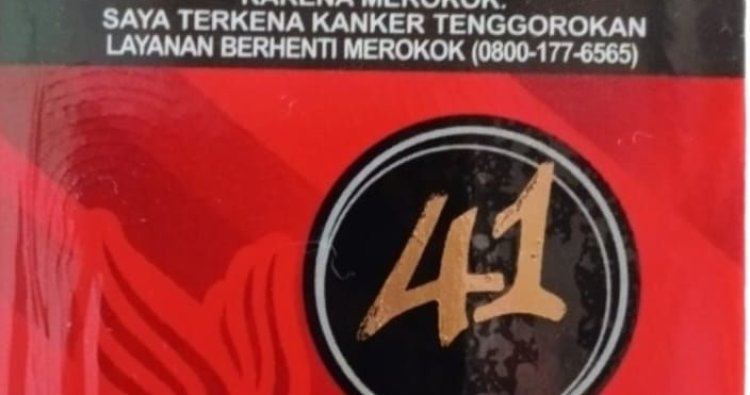 KARENA MEROKOK.
SAYA TERKENA KANKER TENGGOROKAN
LAYANAN BERHENTI MEROKOK (0800-177-6565)
41